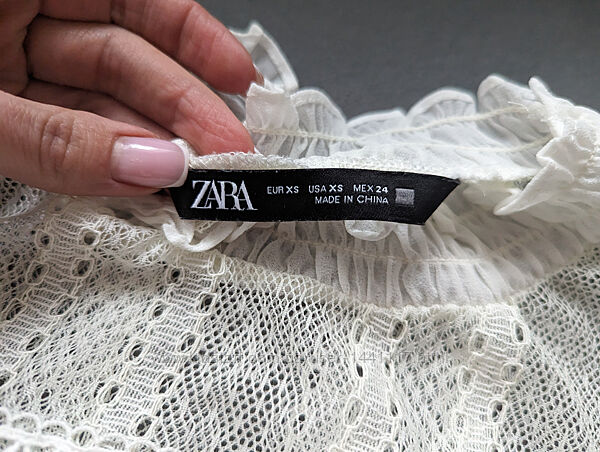 ZARA
EUR XS USA XS MEX 24
MADE IN CHINA